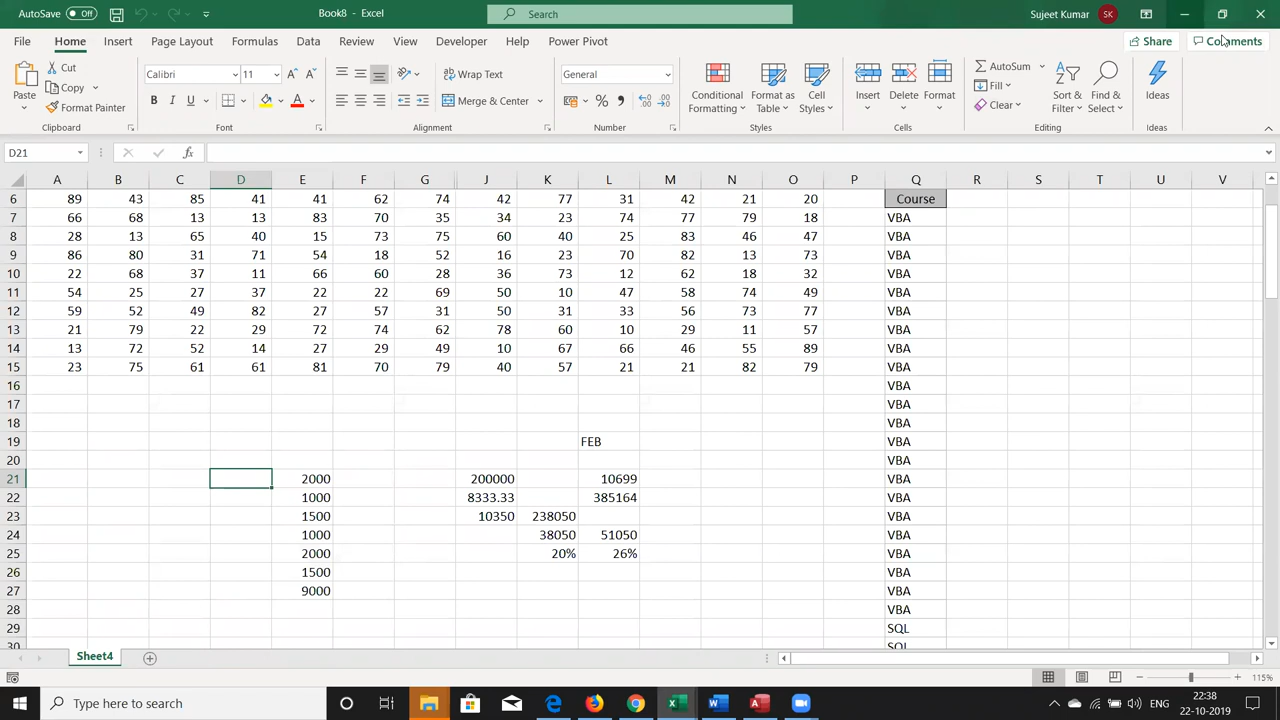 AutoSave Off Book8 - Excel Search Sujeet Kumar SK
File Home Insert Page Layout Formulas Data Review View Developer Help Power Pivot Share Comments
Paste Cut Calibri 11 Wrap Text General Conditional Formatting Format as Table Cell Styles Insert Delete Format AutoSum Sort & Filter Find & Select Ideas
Copy Fill
Format Painter B I U A Merge & Center % Clear
Clipboard Font Alignment Number Styles Cells Editing Ideas
D21 fx
A B C D E F G J K L M N O P Q R S T U V
6 89 43 85 41 41 62 74 42 77 31 42 21 20 Course
7 66 68 13 13 83 70 35 34 23 74 77 79 18 VBA
8 28 13 65 40 15 73 75 60 40 25 83 46 47 VBA
9 86 80 31 71 54 18 52 16 23 70 82 13 73 VBA
10 22 68 37 11 66 60 28 36 73 12 62 18 32 VBA
11 54 25 27 37 22 22 69 50 10 47 58 74 49 VBA
12 59 52 49 82 27 57 31 50 31 33 56 73 77 VBA
13 21 79 22 29 72 74 62 78 60 10 29 11 57 VBA
14 13 72 52 14 27 29 49 10 67 66 46 55 89 VBA
15 23 75 61 61 81 70 79 40 57 21 21 82 79 VBA
16 VBA
17 VBA
18 VBA
19 FEB VBA
20 VBA
21 2000 200000 10699 VBA
22 1000 8333.33 385164 VBA
23 1500 10350 238050 VBA
24 1000 38050 51050 VBA
25 2000 20% 26% VBA
26 1500 VBA
27 9000 VBA
28 VBA
29 SQL
30 SQL
Sheet4
115%
Type here to search ENG 22:38
22-10-2019